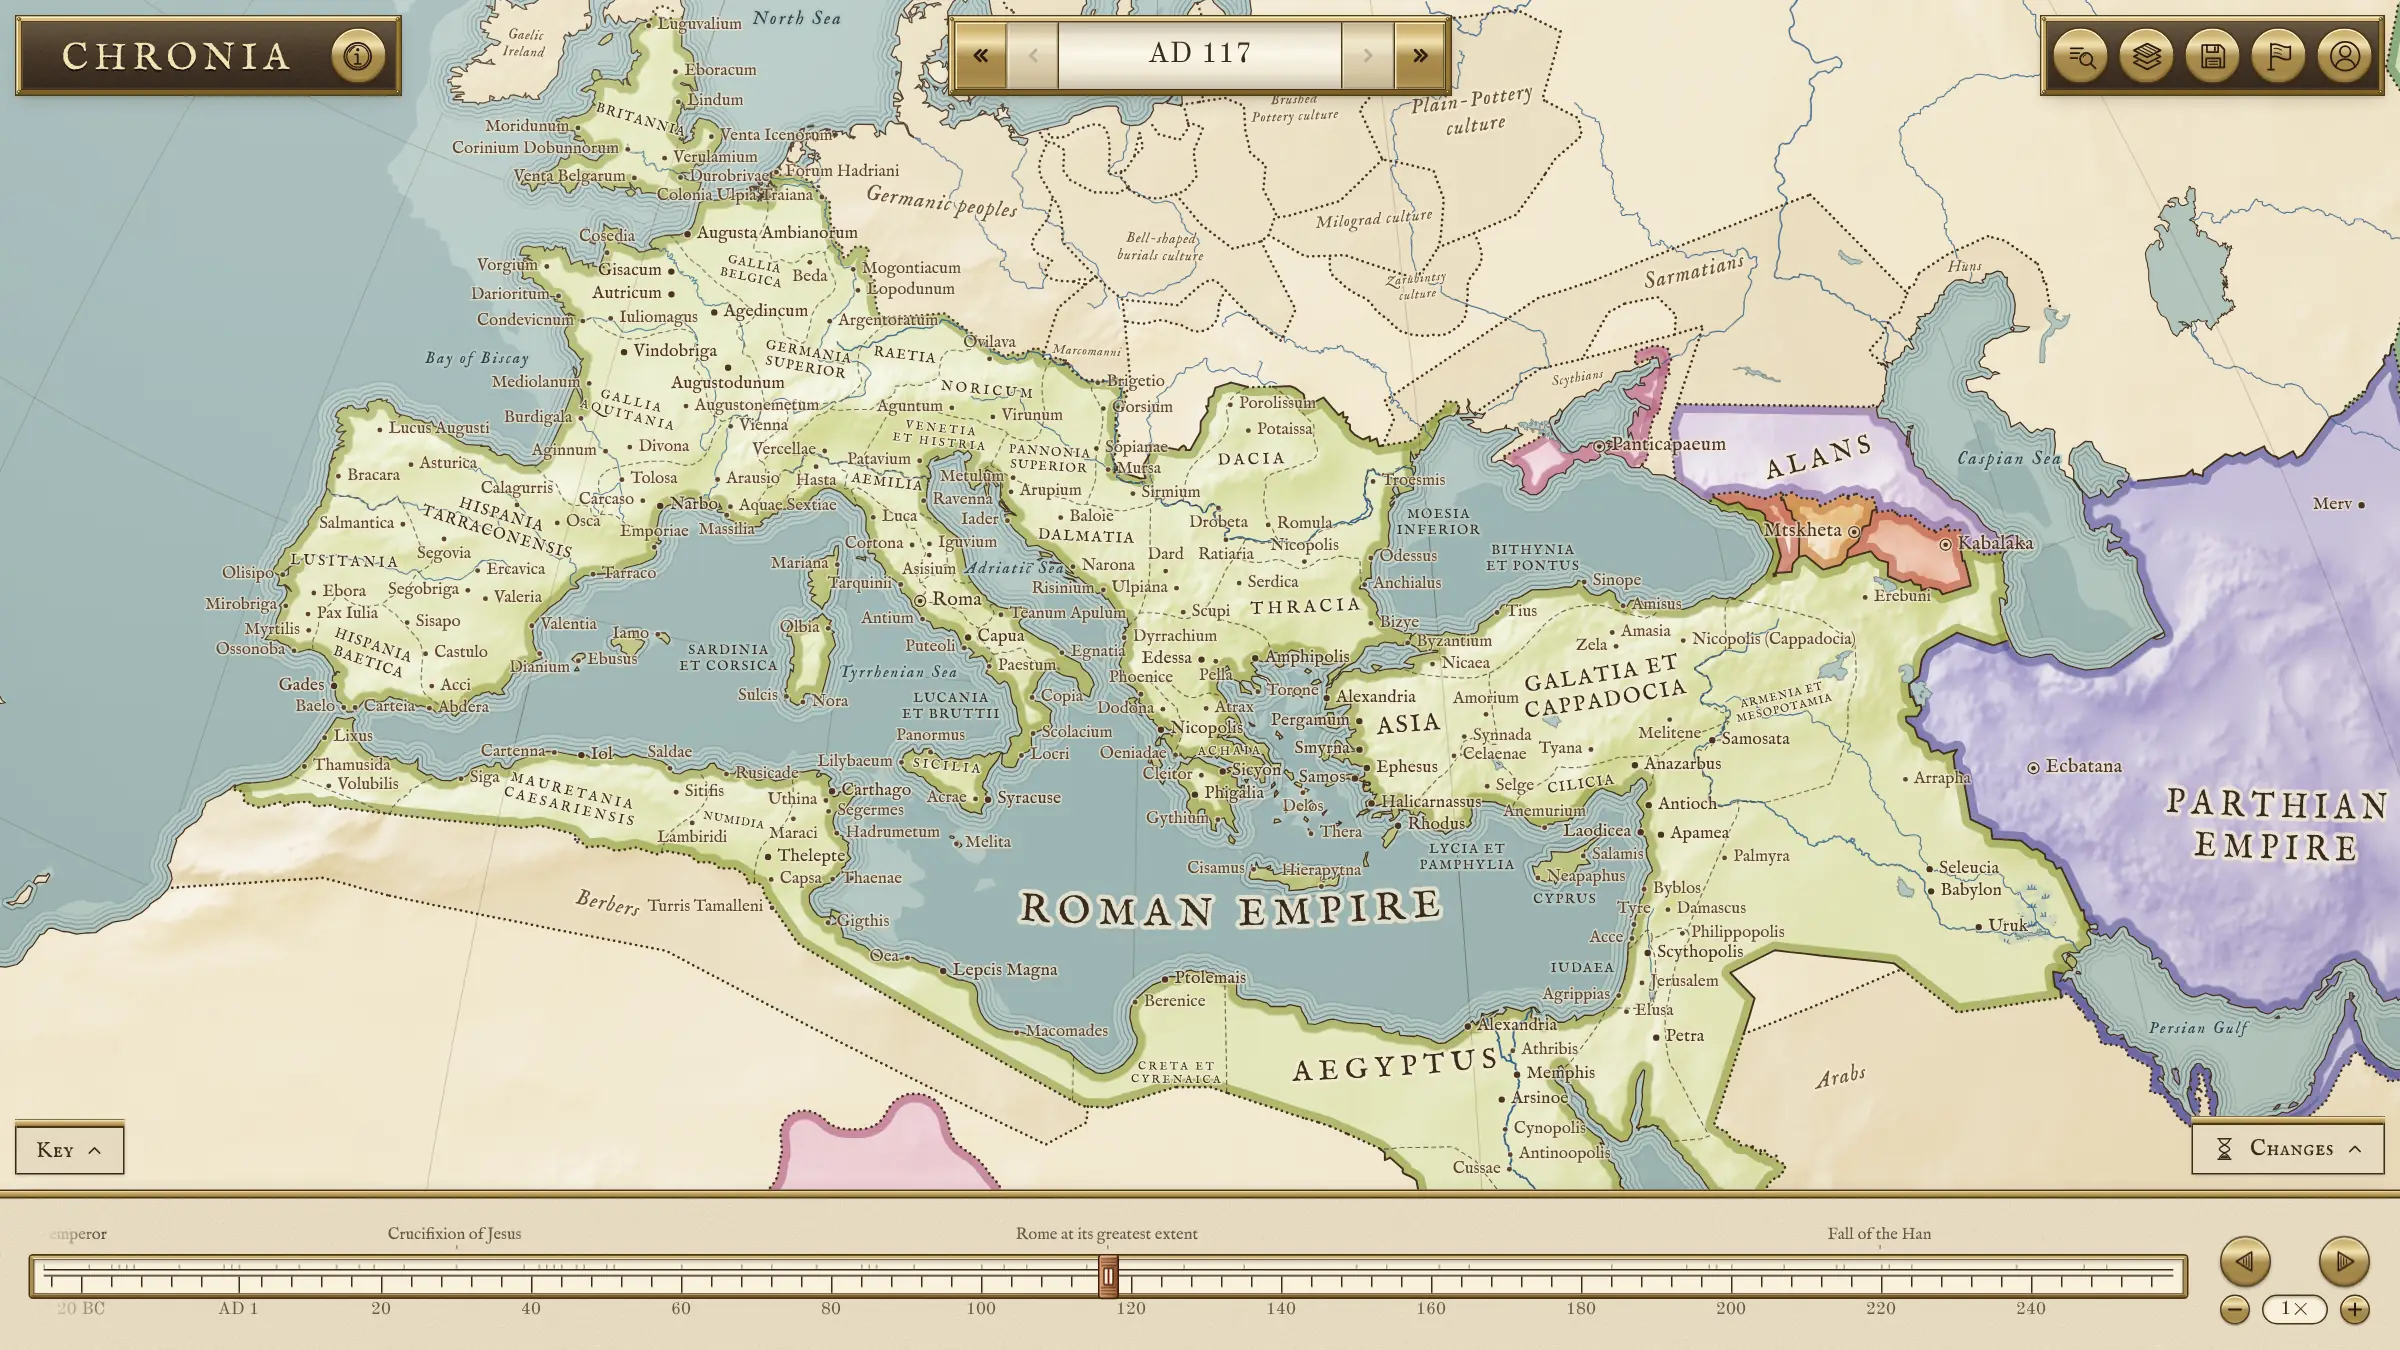 CHRONIA
AD 117
North Sea
Gaelic
Ireland
Luguvalium
Eboracum
Lindum
BRITANNIA
Moridunum
Venta Icenorum
Corinium Dobunnorum
Verulamium
Venta Belgarum
Durobrivae
Forum Hadriani
Colonia Ulpia Traiana
Germanic peoples
Brushed
Pottery culture
Plain-Pottery
culture
Milograd culture
Bell-shaped
burials culture
Zarubintsy
culture
Sarmatians
Huns
Cosedia
Augusta Ambianorum
Vorgium
Gisacum
GALLIA
BELGICA
Beda
Mogontiacum
Lopodunum
Darioritum
Autricum
Condevicnum
Iuliomagus
Agedincum
Argentoratum
Bay of Biscay
Vindobriga
GERMANIA
SUPERIOR
RAETIA
Ovilava
Marcomanni
Mediolanum
Augustodunum
NORICUM
Brigetio
Scythians
Burdigala
GALLIA
AQUITANIA
Augustonemetum
Aguntum
Virunum
Gorsium
Porolissum
Lucus Augusti
Vienna
VENETIA
ET HISTRIA
Potaissa
Panticapaeum
ALANS
Caspian Sea
Aginnum
Divona
Vercellae
Patavium
PANNONIA
SUPERIOR
Sopianae
Mursa
DACIA
Bracara
Asturica
Calagurris
Tolosa
Arausio
Hasta
AEMILIA
Metulum
Arupium
Sirmium
Troesmis
Merv
Carcaso
Narbo
Aquae Sextiae
Ravenna
HISPANIA
TARRACONENSIS
Osca
Emporiae
Massilia
Luca
Iader
Baloie
Drobeta
Romula
MOESIA
INFERIOR
Mtskheta
Kabalaka
Salmantica
Segovia
Cortona
Iguvium
DALMATIA
Dard
Ratiaria
Nicopolis
Odessus
BITHYNIA
ET PONTUS
LUSITANIA
Ercavica
Tarraco
Mariana
Tarquinii
Asisium
Adriatic Sea
Narona
Olisipo
Ebora
Segobriga
Valeria
Risinium
Ulpiana
Serdica
Anchialus
Sinope
Erebuni
Mirobriga
Pax Iulia
Roma
Teanum Apulum
Scupi
THRACIA
Tius
Amisus
Myrtilis
Sisapo
Valentia
Iamo
Olbia
Antium
Bizye
Byzantium
Amasia
Nicopolis (Cappadocia)
Ossonoba
HISPANIA
BAETICA
Castulo
Dianium
Ebusus
SARDINIA
ET CORSICA
Puteoli
Capua
Egnatia
Dyrrachium
Edessa
Amphipolis
Nicaea
Zela
Tyrrhenian Sea
Paestum
Phoenice
Pella
Torone
Alexandria
Amorium
GALATIA ET
CAPPADOCIA
ARMENIA ET
MESOPOTAMIA
Gades
Acci
Sulcis
Nora
LUCANIA
ET BRUTTII
Copia
Dodona
Atrax
Pergamum
ASIA
Baelo
Carteia
Abdera
Lixus
Panormus
Scolacium
Nicopolis
Synnada
Tyana
Melitene
Samosata
Cartenna
Iol
Saldae
Lilybaeum
Locri
Oeniadae
ACHAIA
Smyrna
Celaenae
Ecbatana
Thamusida
Volubilis
Siga
MAURETANIA
CAESARIENSIS
Rusicade
SICILIA
Cleitor
Sicyon
Samos
Ephesus
Selge
CILICIA
Anazarbus
Arrapha
Sitifis
Uthina
Carthago
Acrae
Syracuse
Phigalia
Delos
Halicarnassus
Anemurium
Antioch
PARTHIAN
EMPIRE
Segermes
NUMIDIA
Lambiridi
Maraci
Hadrumetum
Melita
Gythium
Thera
Rhodus
Laodicea
Apamea
Thelepte
LYCIA ET
PAMPHYLIA
Salamis
Palmyra
Seleucia
Babylon
Capsa
Thaenae
Cisamus
Hierapytna
Neapaphus
CYPRUS
Byblos
Berbers
Turris Tamalleni
Gigthis
ROMAN EMPIRE
Tyre
Damascus
Uruk
Acce
Philippopolis
Scythopolis
Oea
Lepcis Magna
Ptolemais
IUDAEA
Jerusalem
Berenice
Agrippias
Elusa
Macomades
Alexandria
Petra
Persian Gulf
CRETA ET
CYRENAICA
AEGYPTUS
Athribis
Memphis
Arsinoe
Arabs
Cynopolis
Antinoopolis
Cussae
KEY
CHANGES
emperor
Crucifixion of Jesus
Rome at its greatest extent
Fall of the Han
20 BC
AD 1
20
40
60
80
100
120
140
160
180
200
220
240
1×